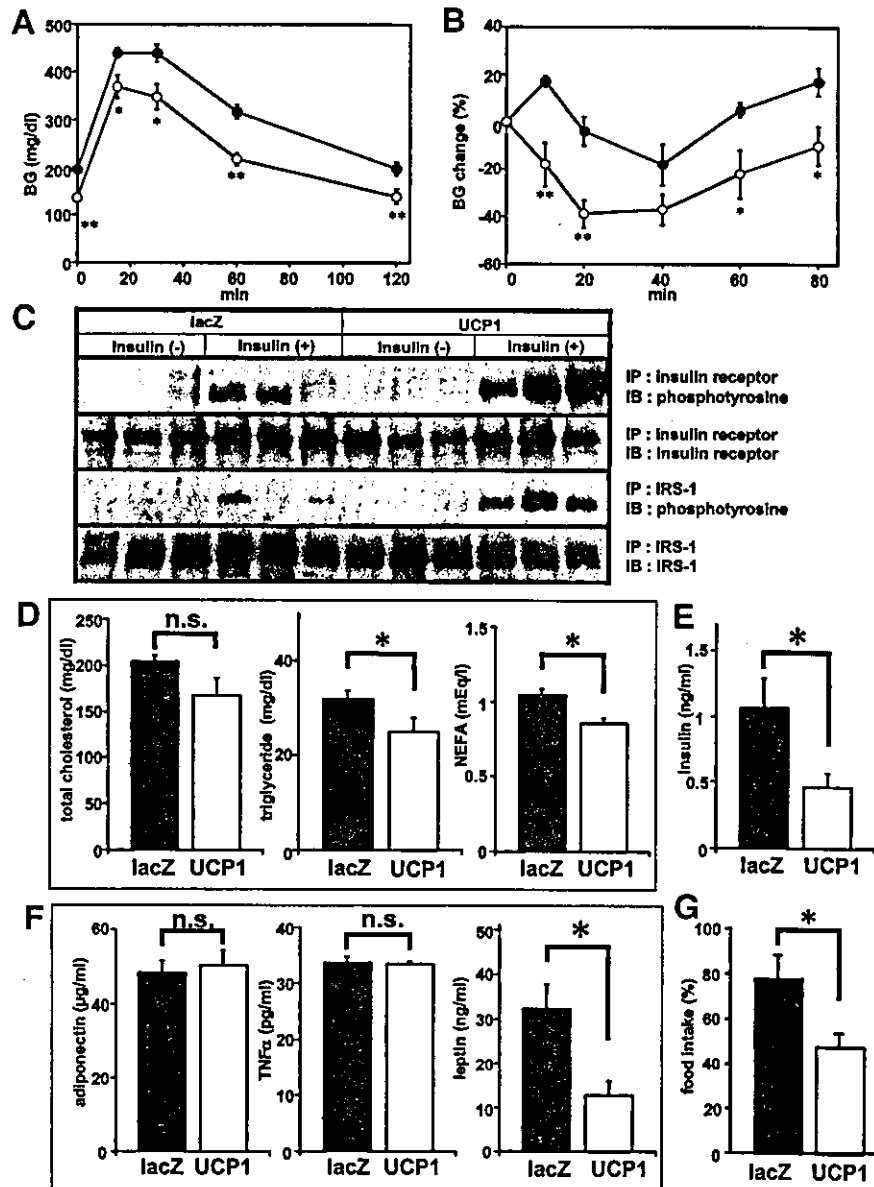 A
BG (mg/dl)
500
400
300
200
100
0
**
*
*
**
**
0 20 40 60 80 100 120
min
B
BG change (%)
40
20
0
-20
-40
-60
**
**
*
*
0 20 40 60 80
min
C
lacZ UCP1
Insulin (-) Insulin (+) Insulin (-) Insulin (+)
IP : insulin receptor
IB : phosphotyrosine
IP : insulin receptor
IB : insulin receptor
IP : IRS-1
IB : phosphotyrosine
IP : IRS-1
IB : IRS-1
D
total cholesterol (mg/dl)
250
200
150
100
50
0
n.s.
lacZ UCP1
triglyceride (mg/dl)
40
20
0
*
lacZ UCP1
NEFA (mEq/l)
1.5
1
0.5
0
*
lacZ UCP1
E
Insulin (ng/ml)
1.5
1
0.5
0
*
lacZ UCP1
F
adiponectin (µg/ml)
60
40
20
0
n.s.
lacZ UCP1
TNFα (pg/ml)
40
30
20
10
0
n.s.
lacZ UCP1
leptin (ng/ml)
50
40
30
20
10
0
*
lacZ UCP1
G
food intake (%)
100
80
60
40
20
0
*
lacZ UCP1